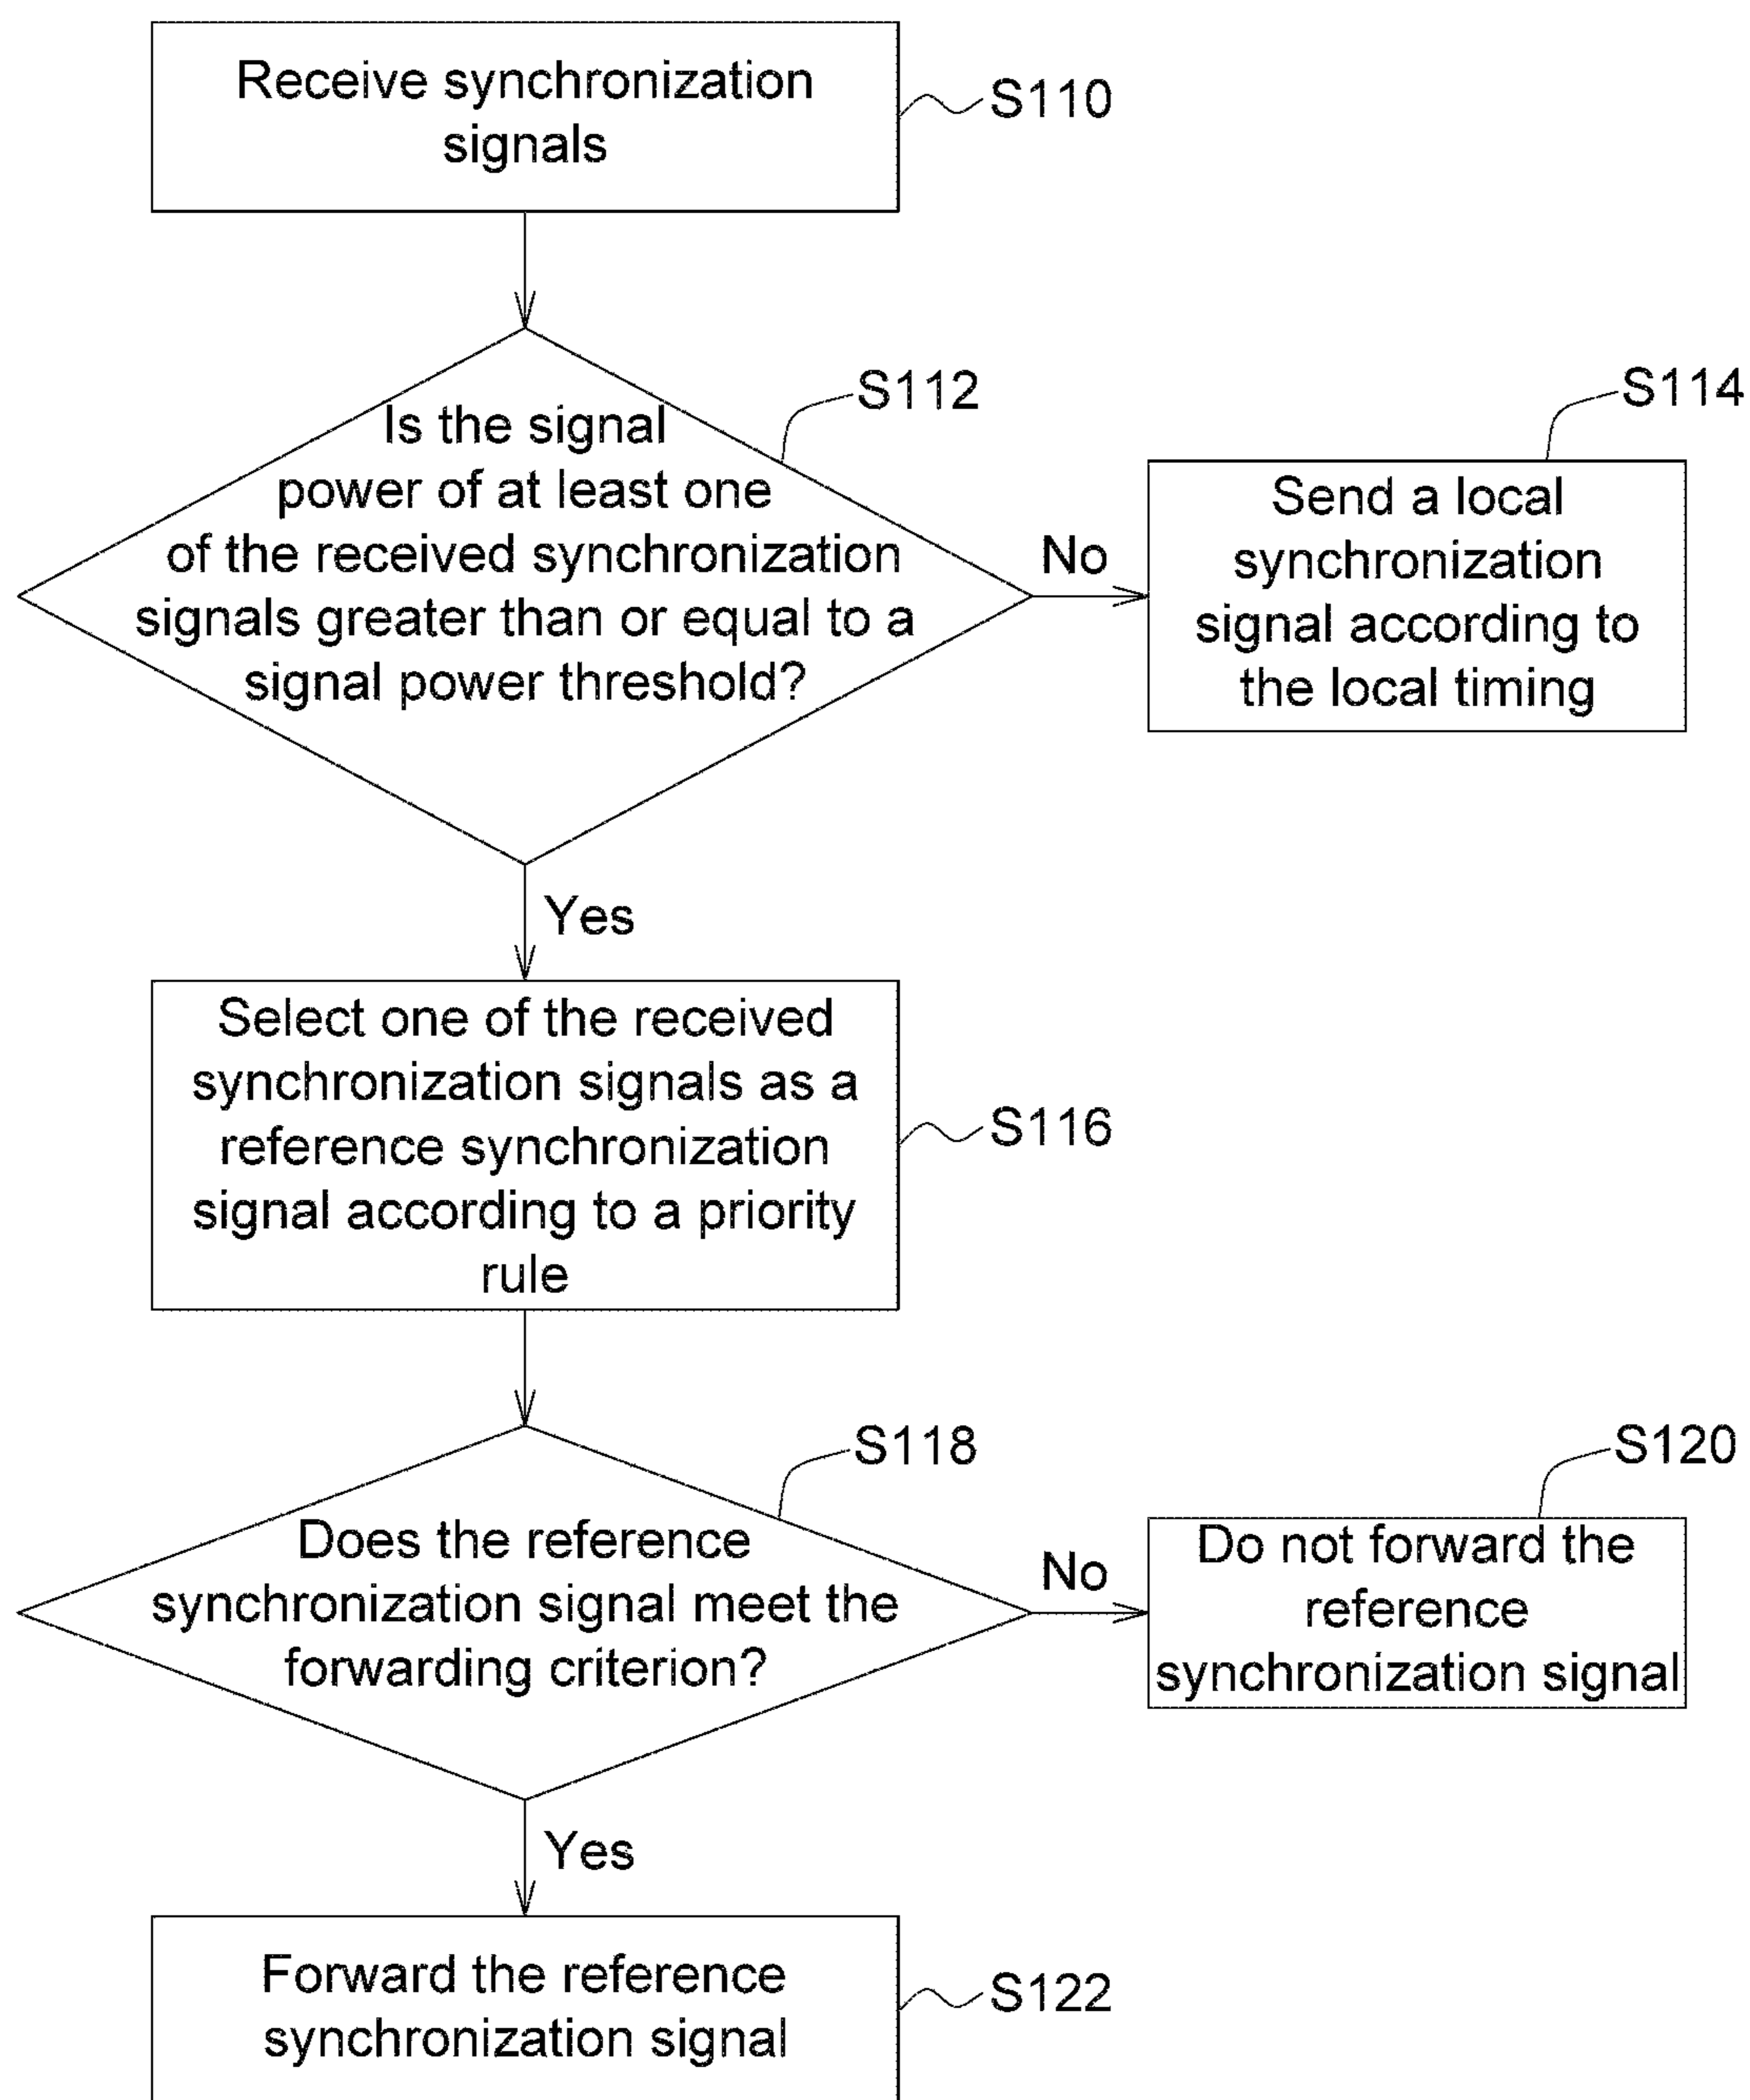 Receive synchronization
signals
S110
Is the signal
power of at least one
of the received synchronization
signals greater than or equal to a
signal power threshold?
S112
No
S114
Send a local
synchronization
signal according to
the local timing
Yes
Select one of the received
synchronization signals as a
reference synchronization
signal according to a priority
rule
S116
Does the reference
synchronization signal meet the
forwarding criterion?
S118
No
S120
Do not forward the
reference
synchronization signal
Yes
Forward the reference
synchronization signal
S122